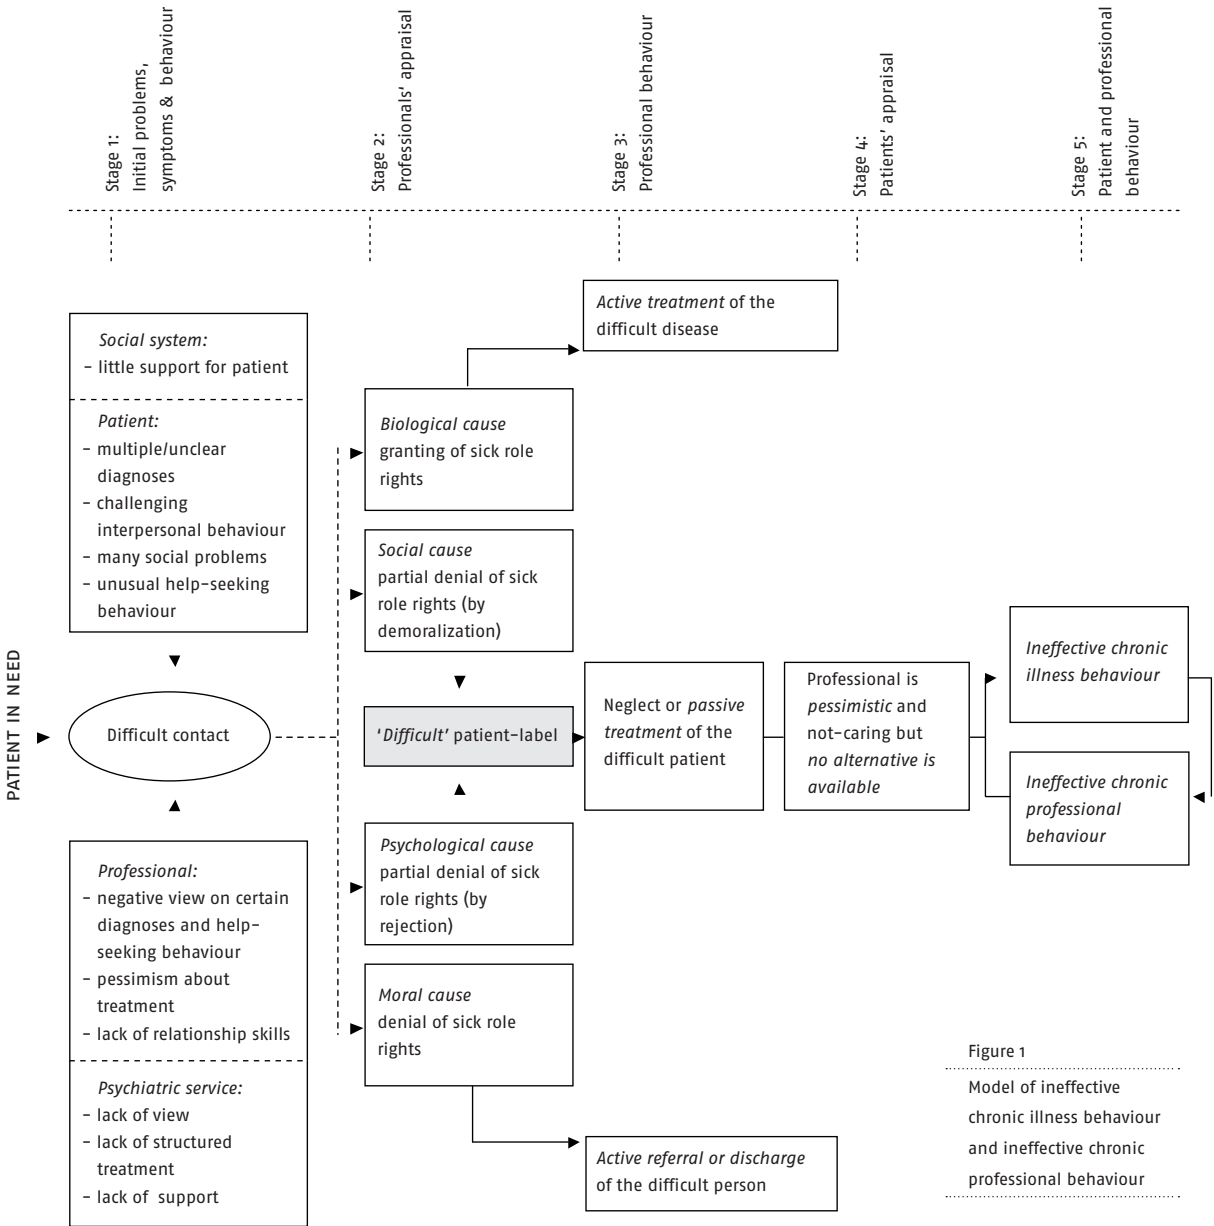 Stage 1:
Initial problems,
symptoms & behaviour
Stage 2:
Professionals’ appraisal
Stage 3:
Professional behaviour
Stage 4:
Patients’ appraisal
Stage 5:
Patient and professional
behaviour
PATIENT IN NEED
Social system:
– little support for patient
Patient:
– multiple/unclear
diagnoses
– challenging
interpersonal behaviour
– many social problems
– unusual help-seeking
behaviour
Difficult contact
Professional:
– negative view on certain
diagnoses and help-
seeking behaviour
– pessimism about
treatment
– lack of relationship skills
Psychiatric service:
– lack of view
– lack of structured
treatment
– lack of support
Biological cause
granting of sick role
rights
Social cause
partial denial of sick
role rights (by
demoralization)
‘Difficult’ patient-label
Psychological cause
partial denial of sick
role rights (by
rejection)
Moral cause
denial of sick role
rights
Active treatment of the
difficult disease
Neglect or passive
treatment of the
difficult patient
Active referral or discharge
of the difficult person
Professional is
pessimistic and
not-caring but
no alternative is
available
Ineffective chronic
illness behaviour
Ineffective chronic
professional
behaviour
Figure 1
Model of ineffective
chronic illness behaviour
and ineffective chronic
professional behaviour